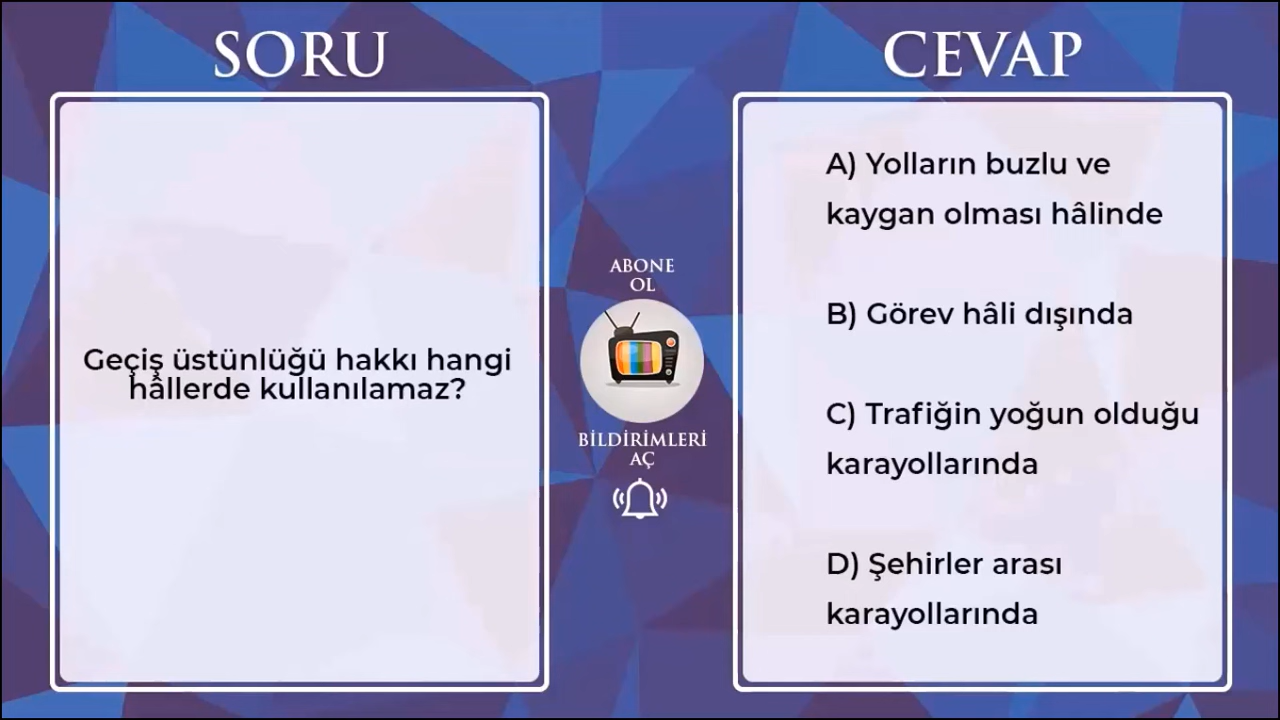 SORU
Geçiş üstünlüğü hakkı hangi
hâllerde kullanılamaz?
ABONE
OL
BİLDİRİMLERİ
AÇ
CEVAP
A) Yolların buzlu ve
kaygan olması hâlinde
B) Görev hâli dışında
C) Trafiğin yoğun olduğu
karayollarında
D) Şehirler arası
karayollarında